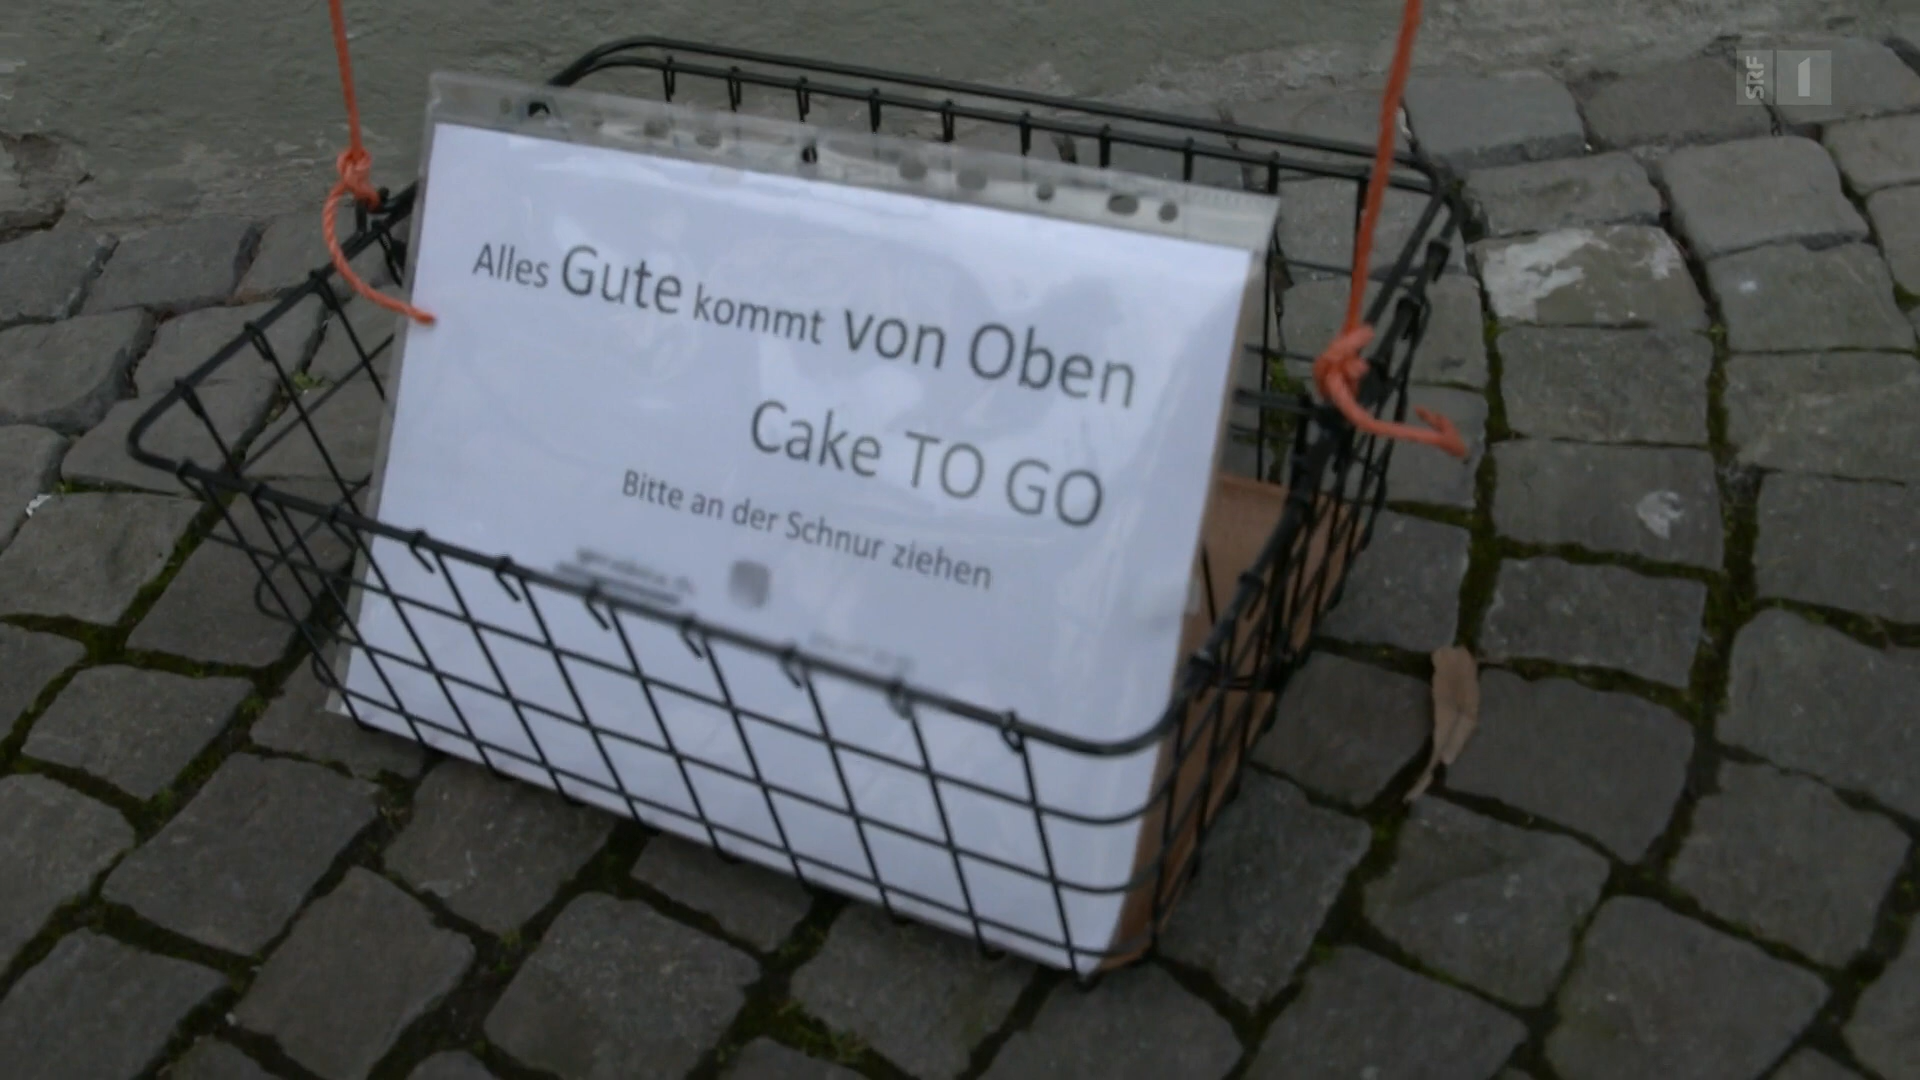 SRF 1
Alles Gute kommt von Oben
Cake TO GO
Bitte an der Schnur ziehen